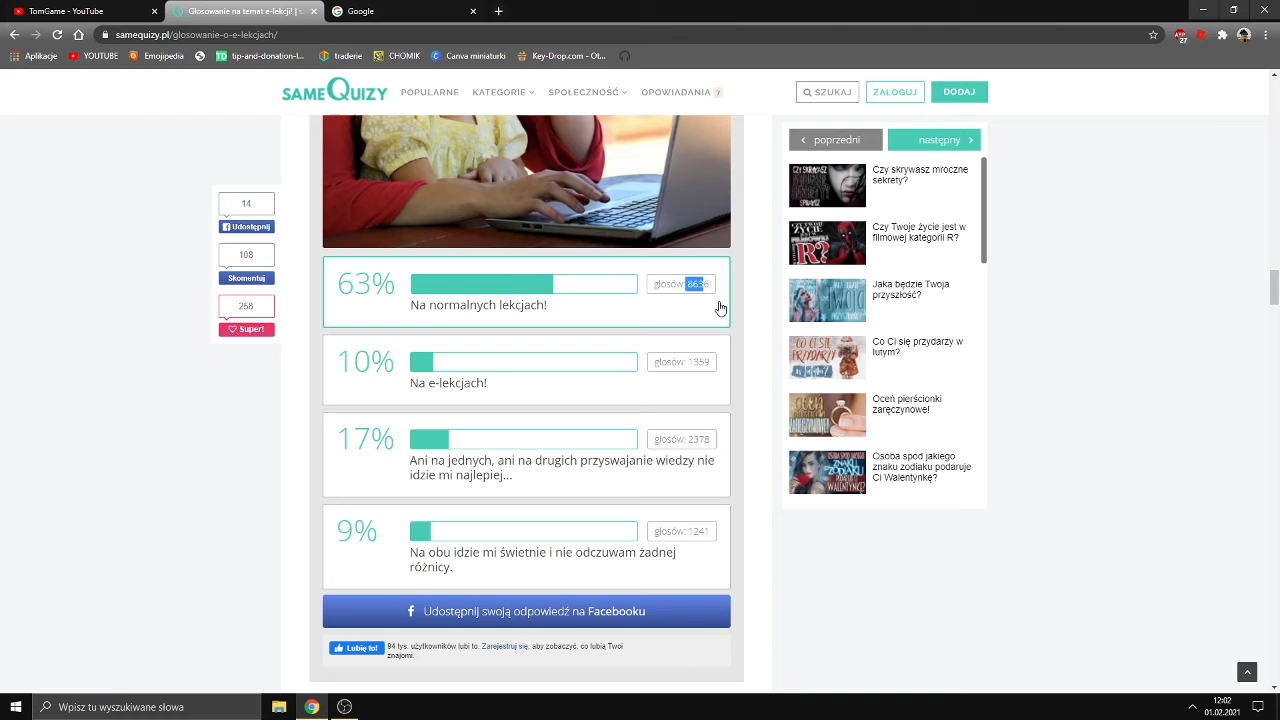 TomGame - YouTube
Głosowanie na temat e-lekcji! | s
Google
samequizy.pl/glosowanie-e-lekcjach/
27
Aplikacje
YOUTUBE
Emojipedia
tip-and-donation-l...
traderie
CHOMIK
Canva miniaturki
Key-Drop.com - Ot...
SAMEQUIZY
POPULARNE
KATEGORIE
SPOŁECZNOŚĆ
OPOWIADANIA 7
SZUKAJ
ZALOGUJ
DODAJ
14
Udostępnij
108
Skomentuj
258
Super!
63%
głosów: 8636
Na normalnych lekcjach!
10%
głosów: 1359
Na e-lekcjach!
17%
głosów: 2378
Ani na jednych, ani na drugich przyswajanie wiedzy nie
idzie mi najlepiej...
9%
głosów: 1241
Na obu idzie mi świetnie i nie odczuwam żadnej
różnicy.
Udostępnij swoją odpowiedź na Facebooku
Lubię to!
94 tys. użytkowników lubi to. Zarejestruj się, aby zobaczyć, co lubią Twoi
znajomi.
poprzedni
następny
Czy skrywasz mroczne
sekrety?
Czy Twoje życie jest w
filmowej kategorii R?
Jaka będzie Twoja
przyszłość?
Co Ci się przydarzy w
lutym?
Oceń pierścionki
zaręczynowe!
Osoba spod jakiego
znaku zodiaku podaruje
Ci Walentynkę?
Wpisz tu wyszukiwane słowa
12:02
01.02.2021